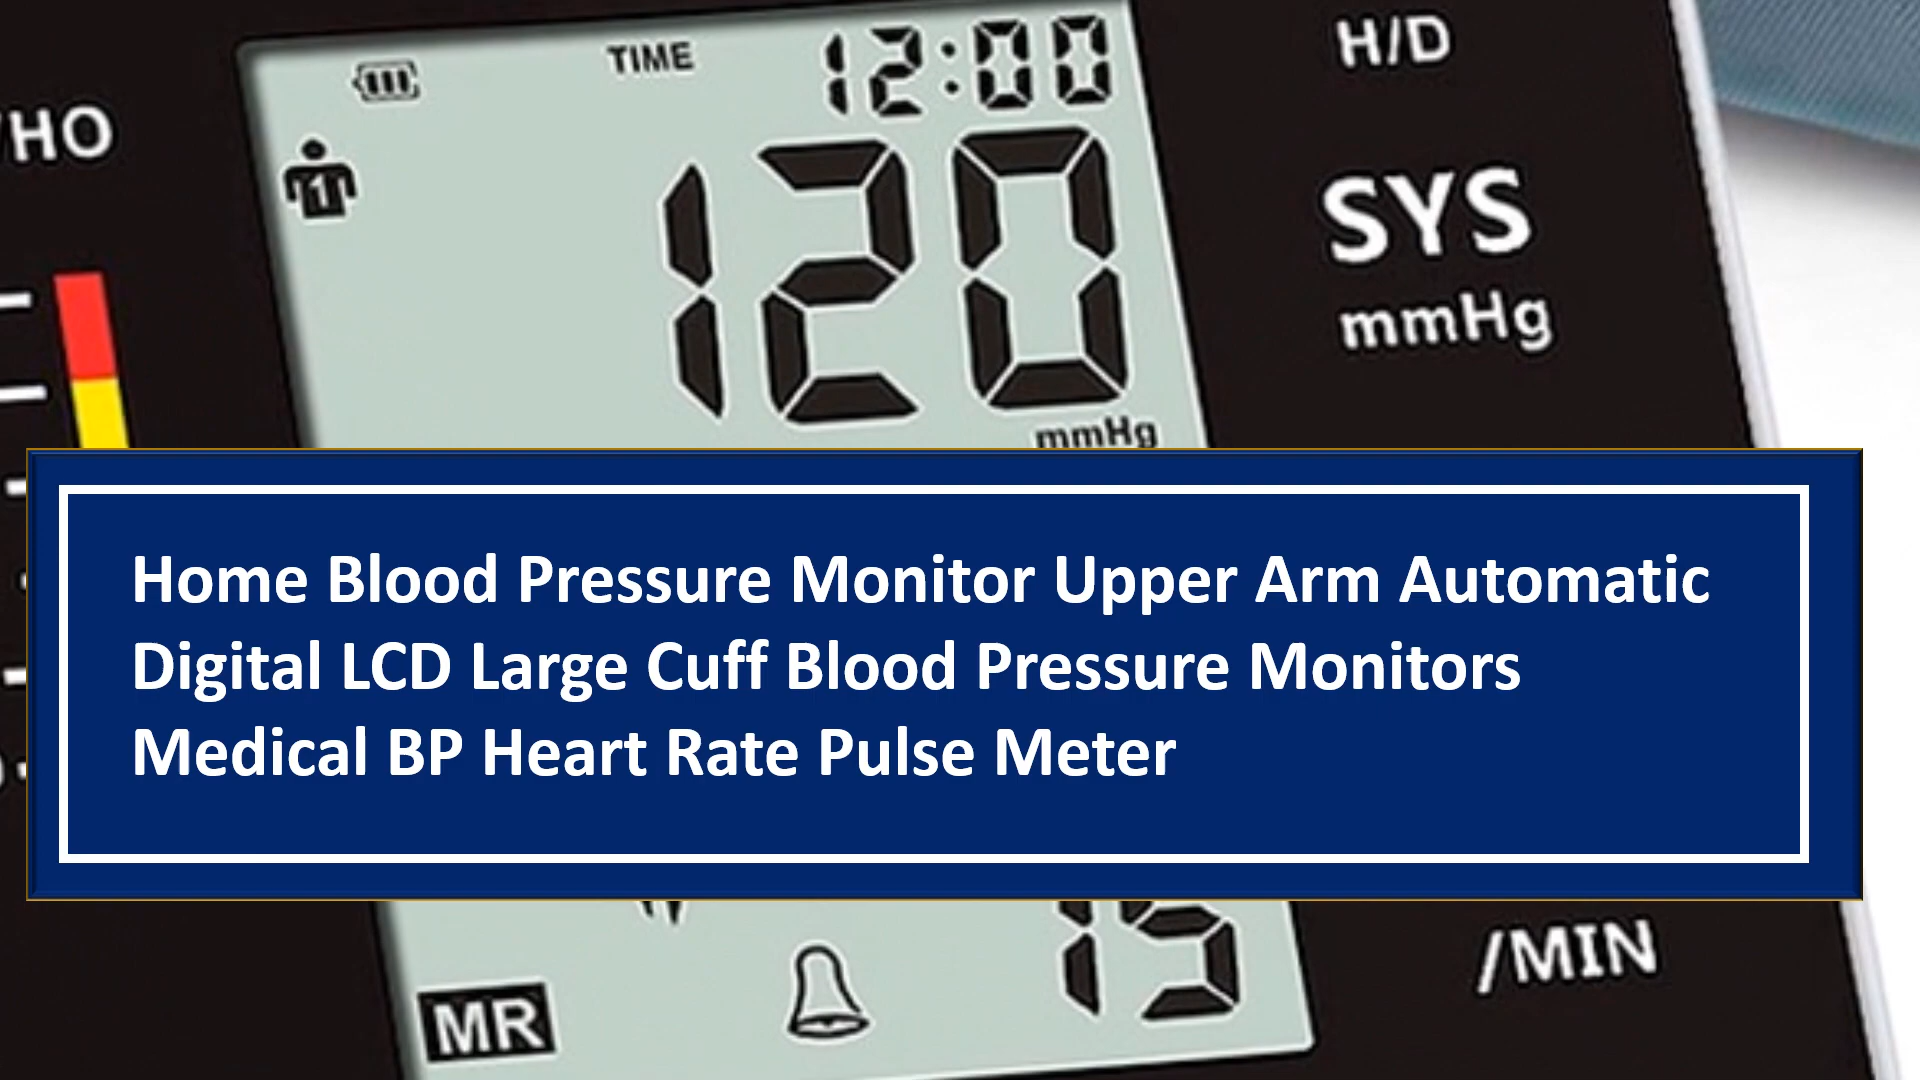 TIME 12:00
H/D
1
120
SYS
mmHg
mmHg
Home Blood Pressure Monitor Upper Arm Automatic
Digital LCD Large Cuff Blood Pressure Monitors
Medical BP Heart Rate Pulse Meter
/MIN
MR